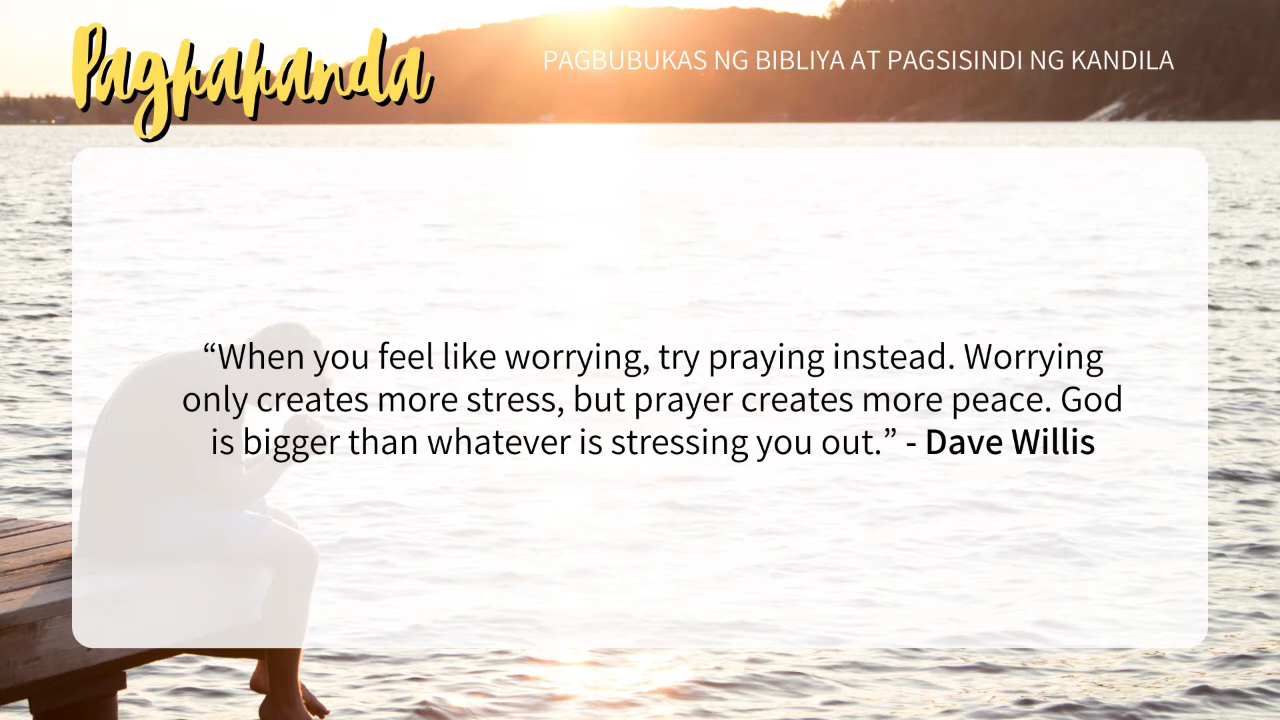 Paghahanda
PAGBUBUKAS NG BIBLIYA AT PAGSISINDI NG KANDILA
“When you feel like worrying, try praying instead. Worrying
only creates more stress, but prayer creates more peace. God
is bigger than whatever is stressing you out.” - Dave Willis